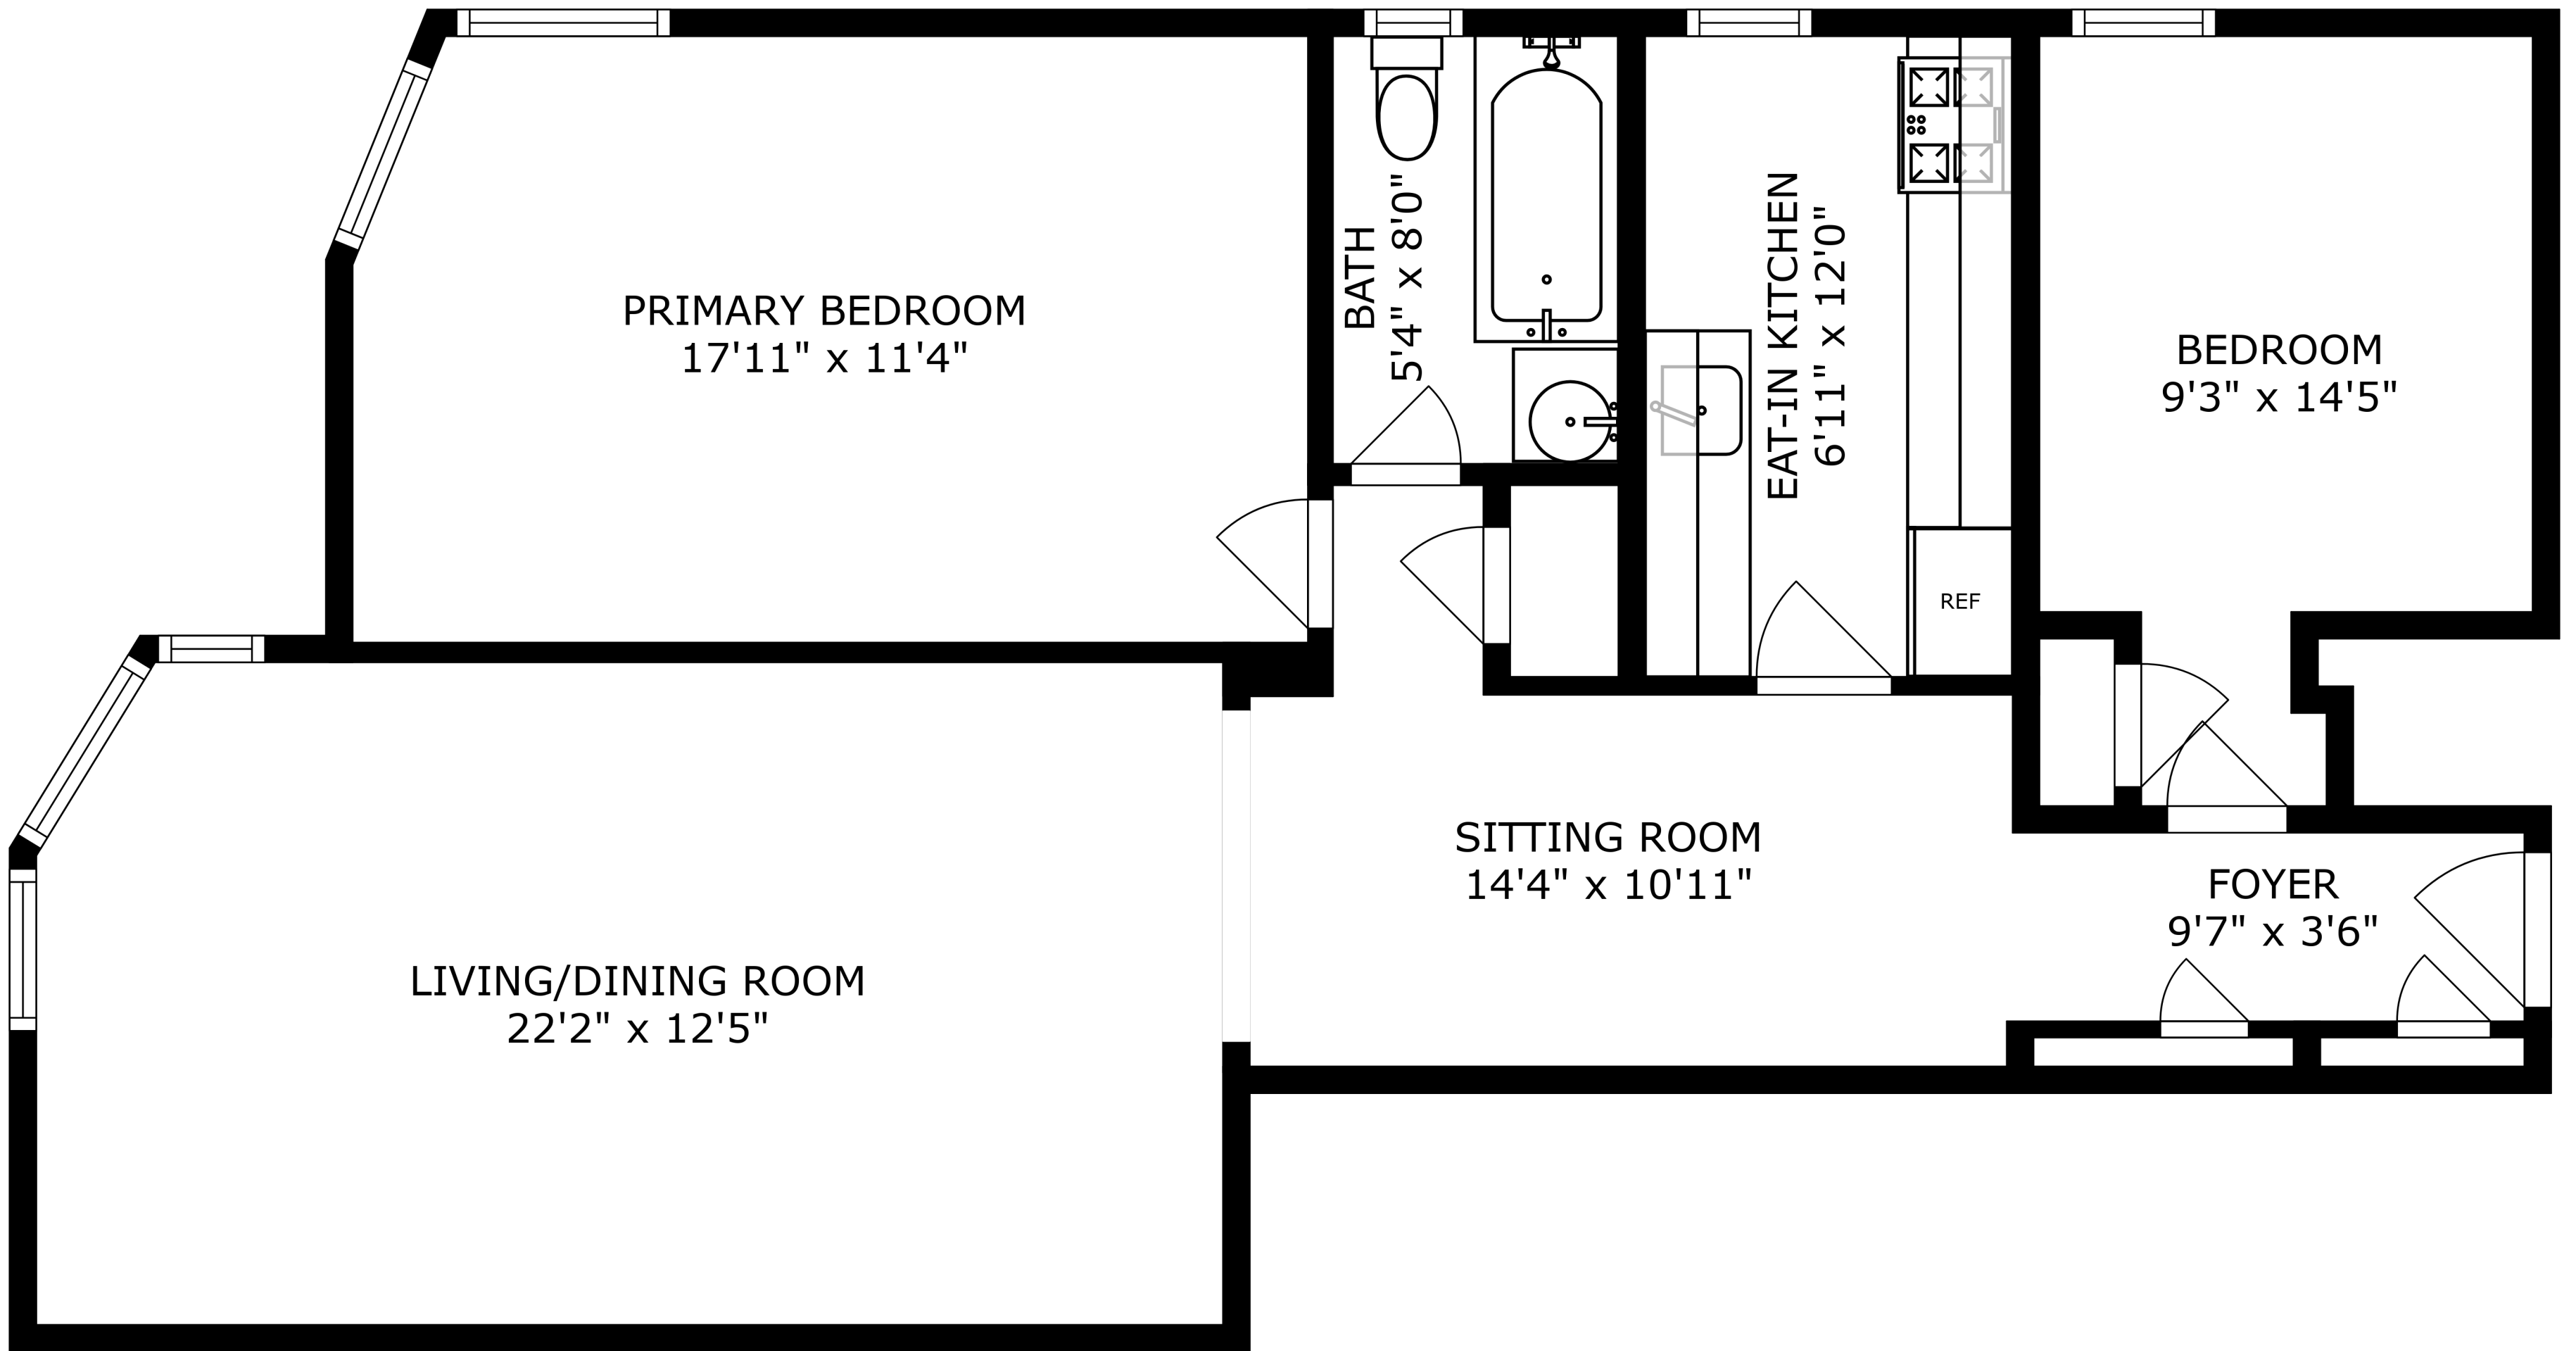 PRIMARY BEDROOM
17'11" x 11'4"
BATH
5'4" x 8'0"
EAT-IN KITCHEN
6'11" x 12'0"
BEDROOM
9'3" x 14'5"
REF
SITTING ROOM
14'4" x 10'11"
FOYER
9'7" x 3'6"
LIVING/DINING ROOM
22'2" x 12'5"